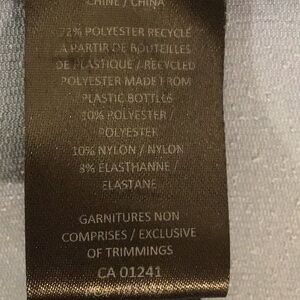 CHINE / CHINA
72% POLYESTER RECYCLÉ
À PARTIR DE BOUTEILLES
DE PLASTIQUE / RECYCLED
POLYESTER MADE FROM
PLASTIC BOTTLES
10% POLYESTER /
POLYESTER
10% NYLON / NYLON
8% ELASTHANNE /
ELASTANE
GARNITURES NON
COMPRISES / EXCLUSIVE
OF TRIMMINGS
CA 01241